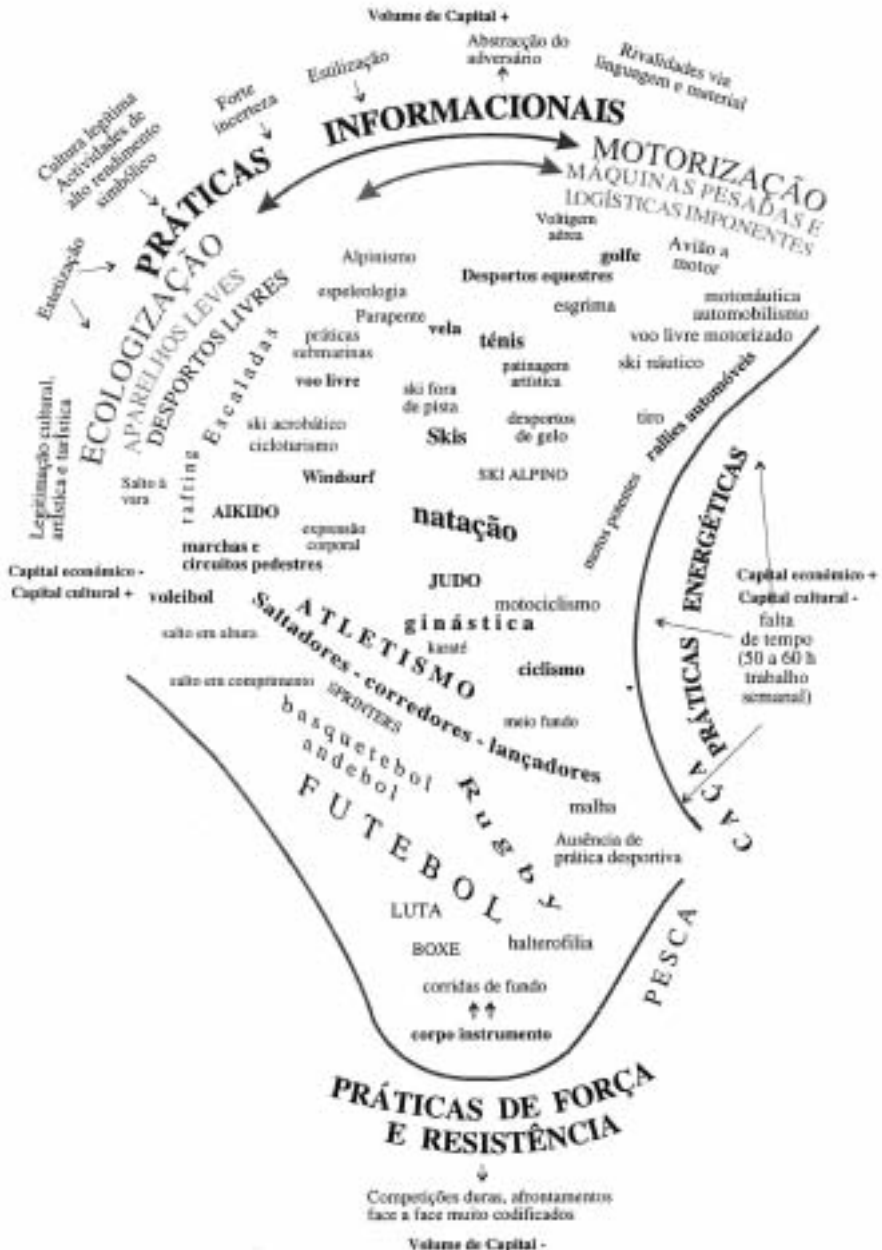 Volume de Capital +
Abstracção do
adversário
Rivalidades via
linguagem e material
Estilização
Forte
incerteza
Cultura legítima
Actividades de
alto rendimento
simbólico
Estetização
Legitimação cultural,
artística e turística
PRÁTICAS INFORMACIONAIS
MOTORIZAÇÃO
MÁQUINAS PESADAS E
LOGÍSTICAS IMPONENTES
ECOLOGIZAÇÃO
APARELHOS LEVES
DESPORTOS LIVRES
Escaladas
rafting
Voltigem
aérea
golfe
Avião a
motor
Alpinismo
Desportos equestres
espeleologia
esgrima
motonáutica
automobilismo
Parapente
vela
práticas
submarinas
ténis
voo livre motorizado
voo livre
patinagem
artística
ski náutico
ski fora
de pista
rallies automóveis
ski acrobático
cicloturismo
Skis
desportos
de gelo
tiro
Salto à
vara
Windsurf
SKI ALPINO
motos potentes
AIKIDO
expressão
corporal
natação
marchas e
circuitos pedestres
PRÁTICAS ENERGÉTICAS
Capital económico -
Capital cultural +
Capital económico +
Capital cultural -
falta
de tempo
(50 a 60 h
trabalho
semanal)
voleibol
JUDO
motociclismo
ATLETISMO
ginástica
karaté
salto em altura
Saltadores - corredores - lançadores
ciclismo
salto em comprimento
SPRINTERS
meio fundo
basquetebol
andebol
Rugby
malha
CAÇA
FUTEBOL
Ausência de
prática desportiva
LUTA
BOXE
halterofilia
PESCA
corridas de fundo
corpo instrumento
PRÁTICAS DE FORÇA
E RESISTÊNCIA
Competições duras, afrontamentos
face a face muito codificados
Volume de Capital -